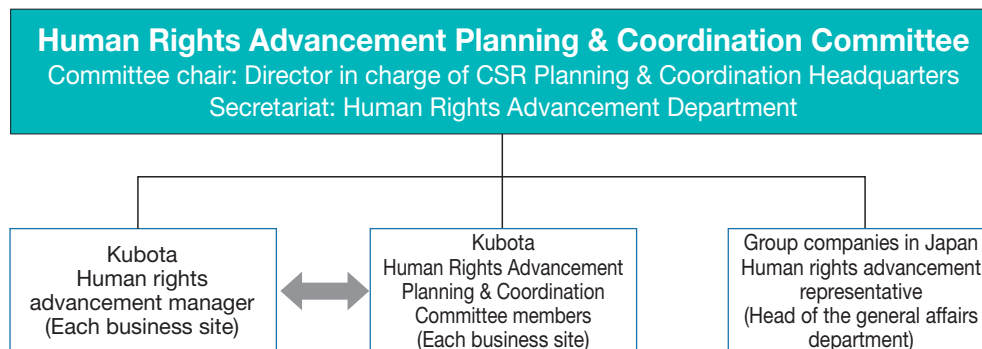 Human Rights Advancement Planning & Coordination Committee
Committee chair: Director in charge of CSR Planning & Coordination Headquarters
Secretariat: Human Rights Advancement Department
Kubota
Human rights
advancement manager
(Each business site)
Kubota
Human Rights Advancement
Planning & Coordination
Committee members
(Each business site)
Group companies in Japan
Human rights advancement
representative
(Head of the general affairs
department)